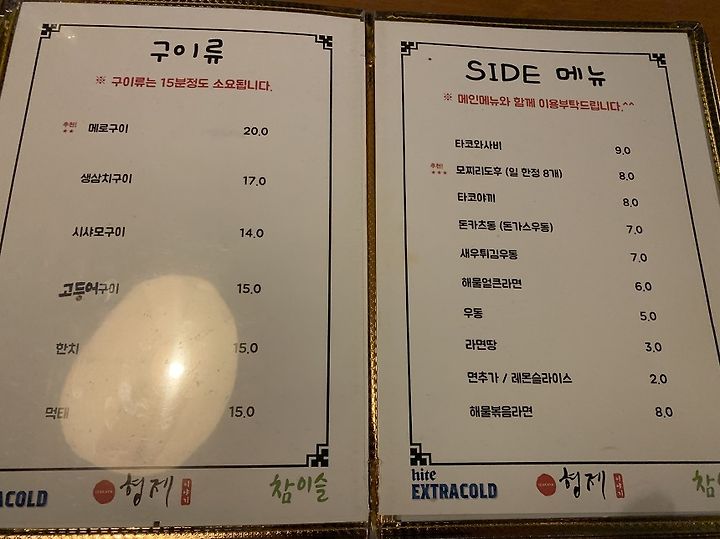 구이류
※ 구이류는 15분정도 소요됩니다.
추천!
★★
메로구이 20.0
생삼치구이 17.0
시샤모구이 14.0
고등어구이 15.0
한치 15.0
먹태 15.0
XTRACOLD
형제
이야기
참이슬
SIDE 메뉴
※ 메인메뉴와 함께 이용부탁드립니다.^^
타코와사비 9.0
추천!
★★★
모찌리도후 (일 한정 8개) 8.0
타코야끼 8.0
돈카츠동 (돈가스우동) 7.0
새우튀김우동 7.0
해물얼큰라면 6.0
우동 5.0
라면땅 3.0
면추가 / 레몬슬라이스 2.0
해물볶음라면 8.0
hite
EXTRACOLD
형제
이야기
참